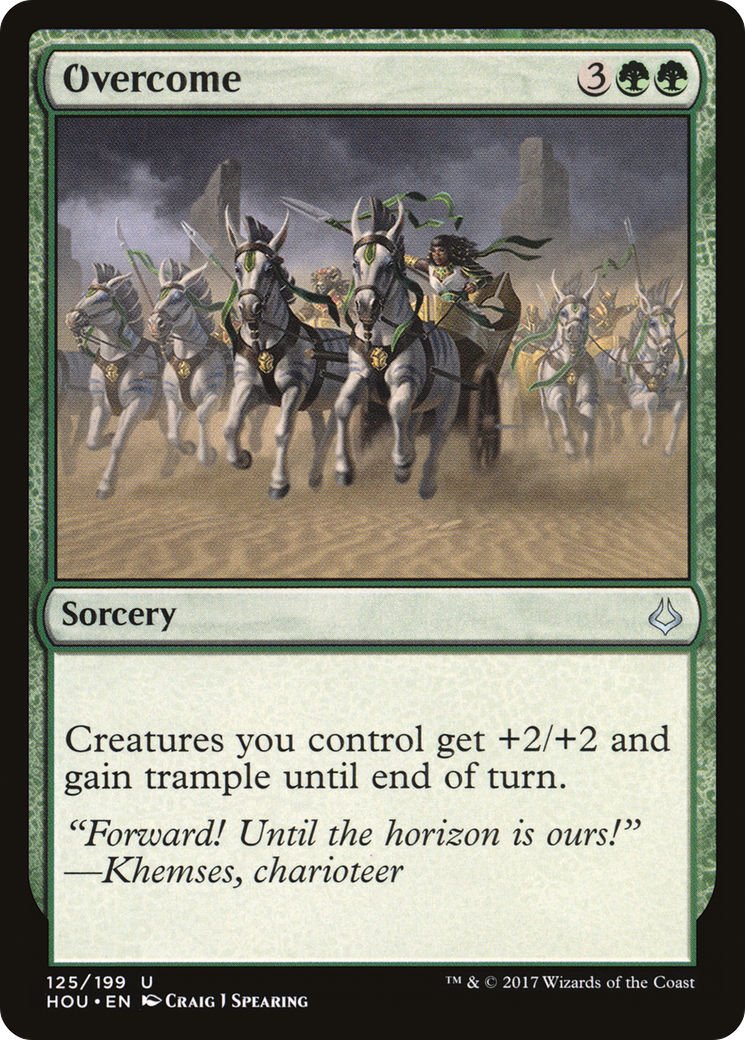 Overcome 3
Sorcery
Creatures you control get +2/+2 and
gain trample until end of turn.
“Forward! Until the horizon is ours!”
—Khemses, charioteer
125/199 U
HOU • EN Craig J Spearing
™ & © 2017 Wizards of the Coast